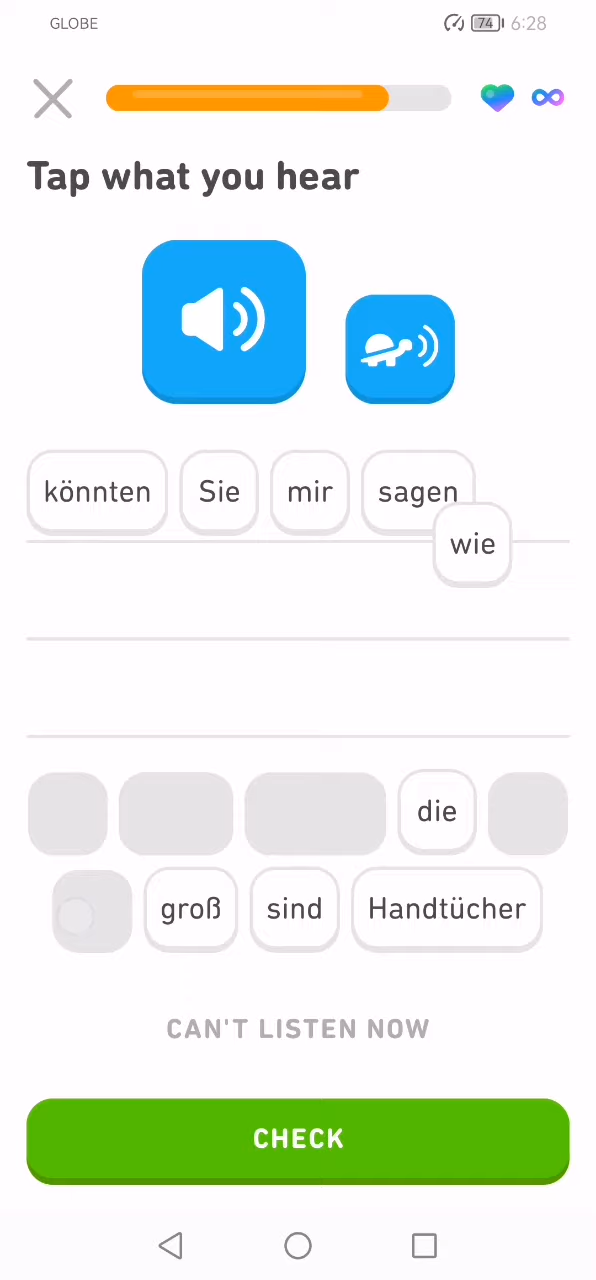 GLOBE 74 6:28
Tap what you hear
könnten Sie mir sagen
wie
die
groß sind Handtücher
CAN'T LISTEN NOW
CHECK